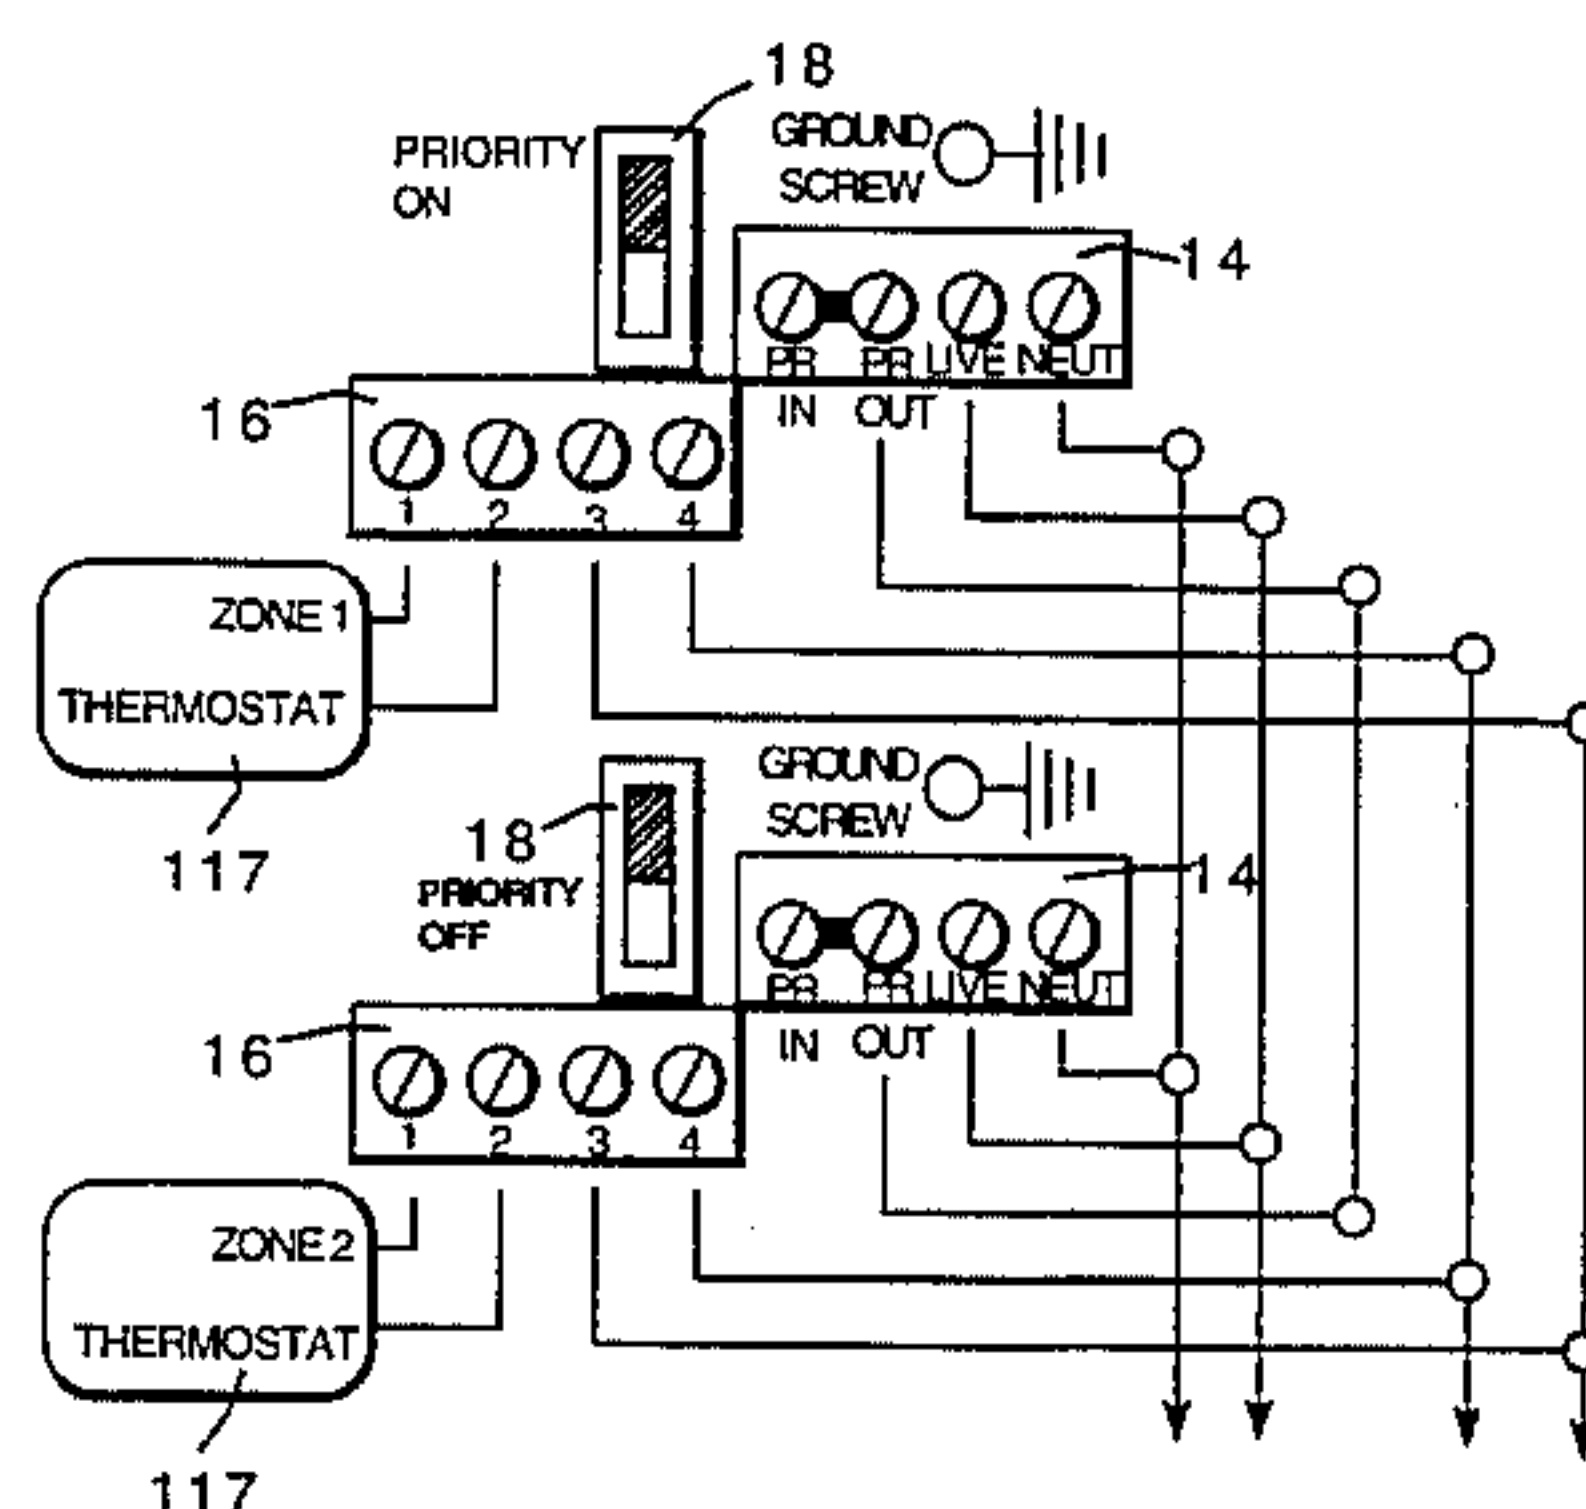 18
PRIORITY
ON
GROUND
SCREW
14
PR PR LIVE NEUT
IN OUT
16
1 2 3 4
ZONE 1
THERMOSTAT
117
GROUND
SCREW
18
PRIORITY
OFF
14
PR PR LIVE NEUT
IN OUT
16
1 2 3 4
ZONE 2
THERMOSTAT
117